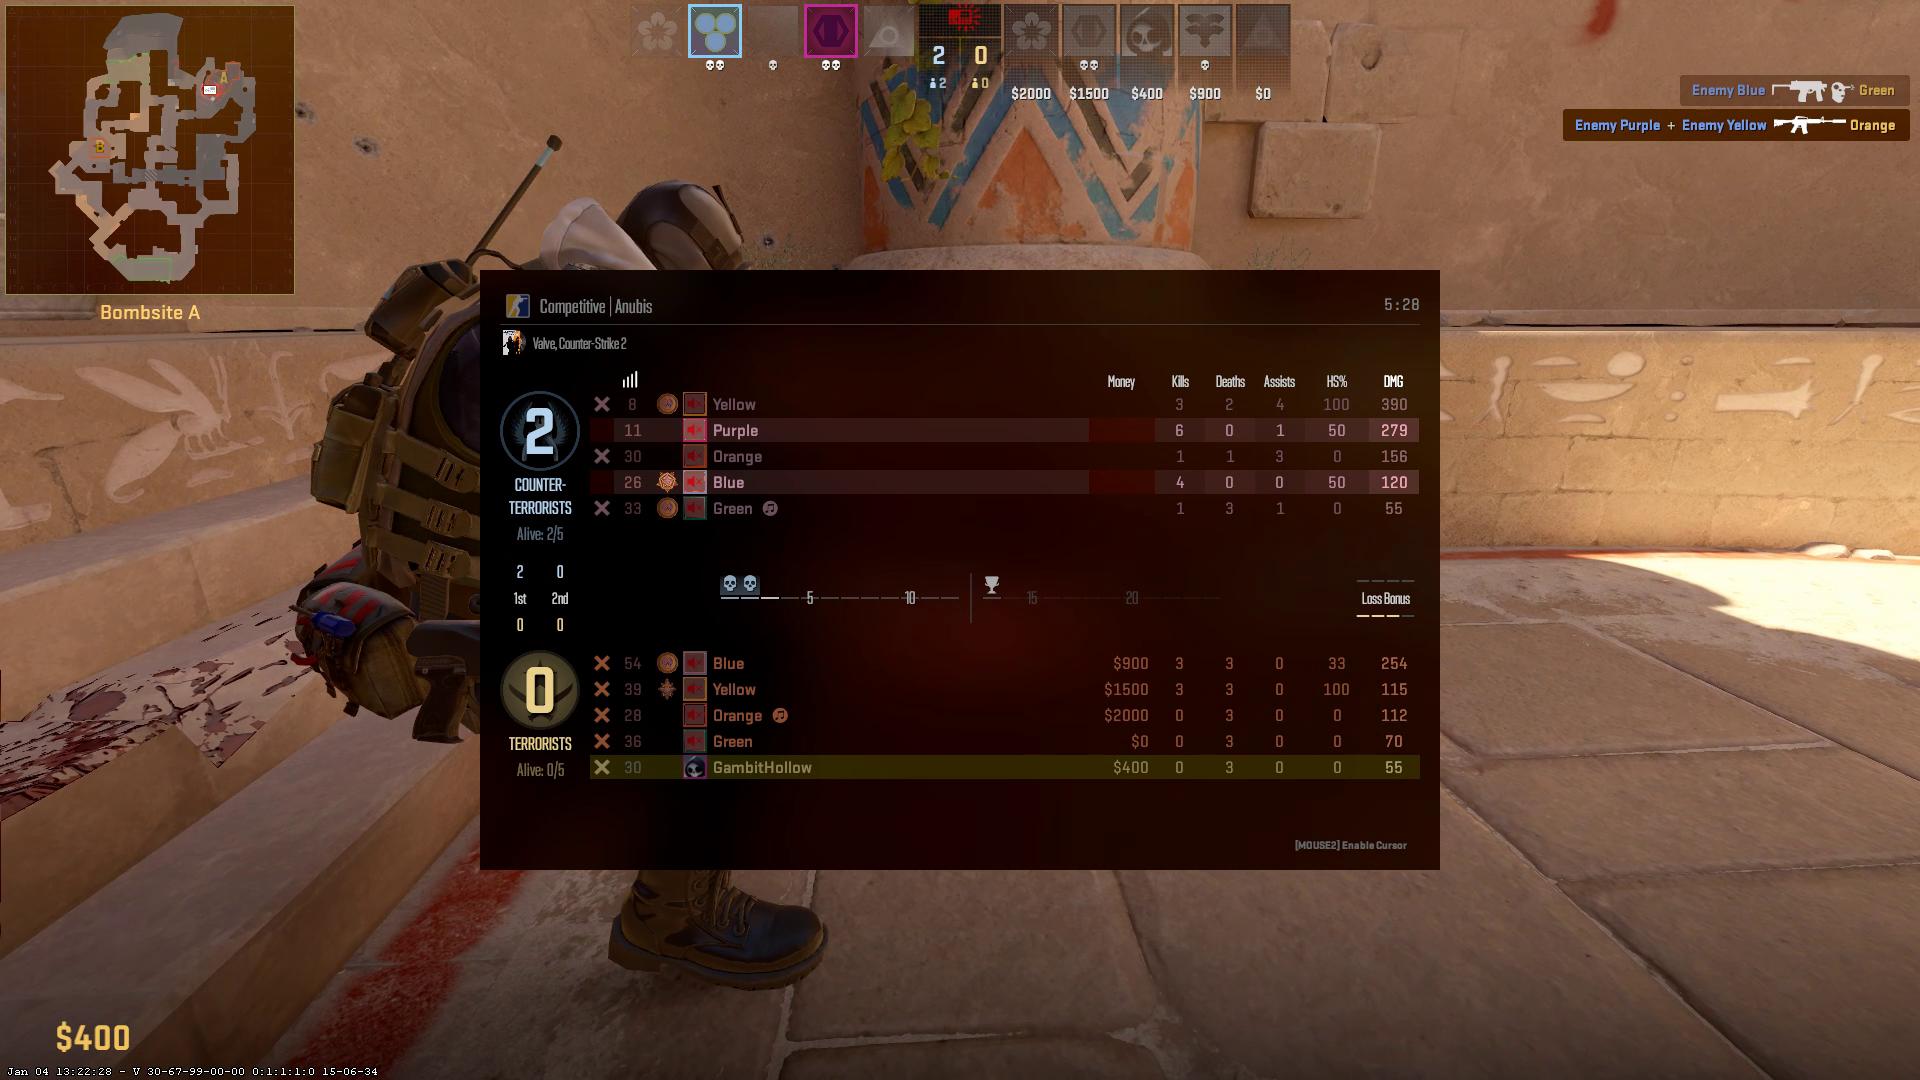 A
B
Bombsite A
2 0
2 0
$2000 $1500 $400 $900 $0
Enemy Blue Green
Enemy Purple + Enemy Yellow Orange
Competitive | Anubis 5:28
Valve, Counter-Strike 2
Money Kills Deaths Assists HS% DMG
8 Yellow 3 2 4 100 390
11 Purple 6 0 1 50 279
30 Orange 1 1 3 0 156
26 Blue 4 0 0 50 120
33 Green 1 3 1 0 55
2
COUNTER-
TERRORISTS
Alive: 2/5
2 0
1st 2nd
0 0
5 10 15 20
Loss Bonus
54 Blue $900 3 3 0 33 254
39 Yellow $1500 3 3 0 100 115
28 Orange $2000 0 3 0 0 112
36 Green $0 0 3 0 0 70
30 GambitHollow $400 0 3 0 0 55
0
TERRORISTS
Alive: 0/5
[MOUSE2] Enable Cursor
$400
Jan 04 13:22:28 - V 30-67-99-00-00 0:1:1:1:0 15-06-34